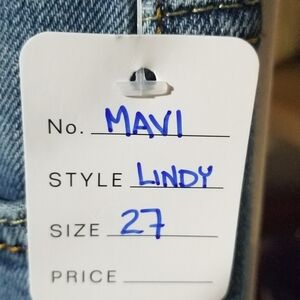 No. MAVI
STYLE LINDY
SIZE 27
PRICE